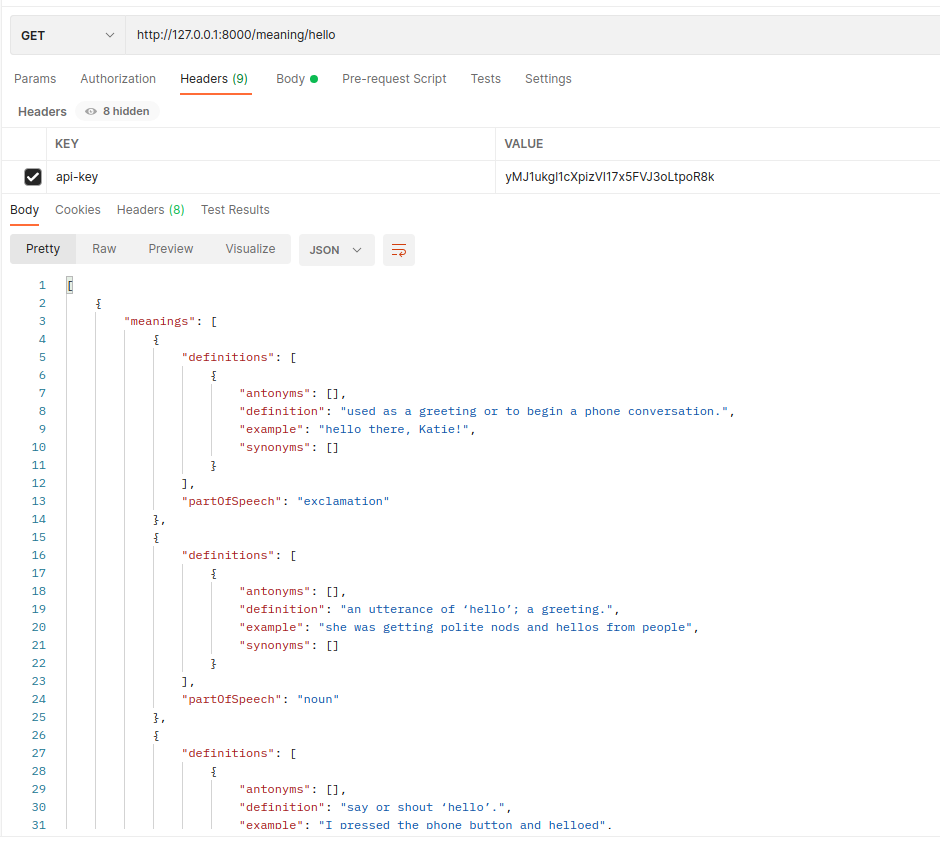 GET http://127.0.0.1:8000/meaning/hello
Params Authorization Headers (9) Body Pre-request Script Tests Settings
Headers 8 hidden
KEY VALUE
api-key yMJ1ukgI1cXpizVI17x5FVJ3oLtpoR8k
Body Cookies Headers (8) Test Results
Pretty Raw Preview Visualize JSON
1 [
2 {
3 "meanings": [
4 {
5 "definitions": [
6 {
7 "antonyms": [],
8 "definition": "used as a greeting or to begin a phone conversation.",
9 "example": "hello there, Katie!",
10 "synonyms": []
11 }
12 ],
13 "partOfSpeech": "exclamation"
14 },
15 {
16 "definitions": [
17 {
18 "antonyms": [],
19 "definition": "an utterance of ‘hello’; a greeting.",
20 "example": "she was getting polite nods and hellos from people",
21 "synonyms": []
22 }
23 ],
24 "partOfSpeech": "noun"
25 },
26 {
27 "definitions": [
28 {
29 "antonyms": [],
30 "definition": "say or shout ‘hello’.",
31 "example": "I pressed the phone button and helloed",